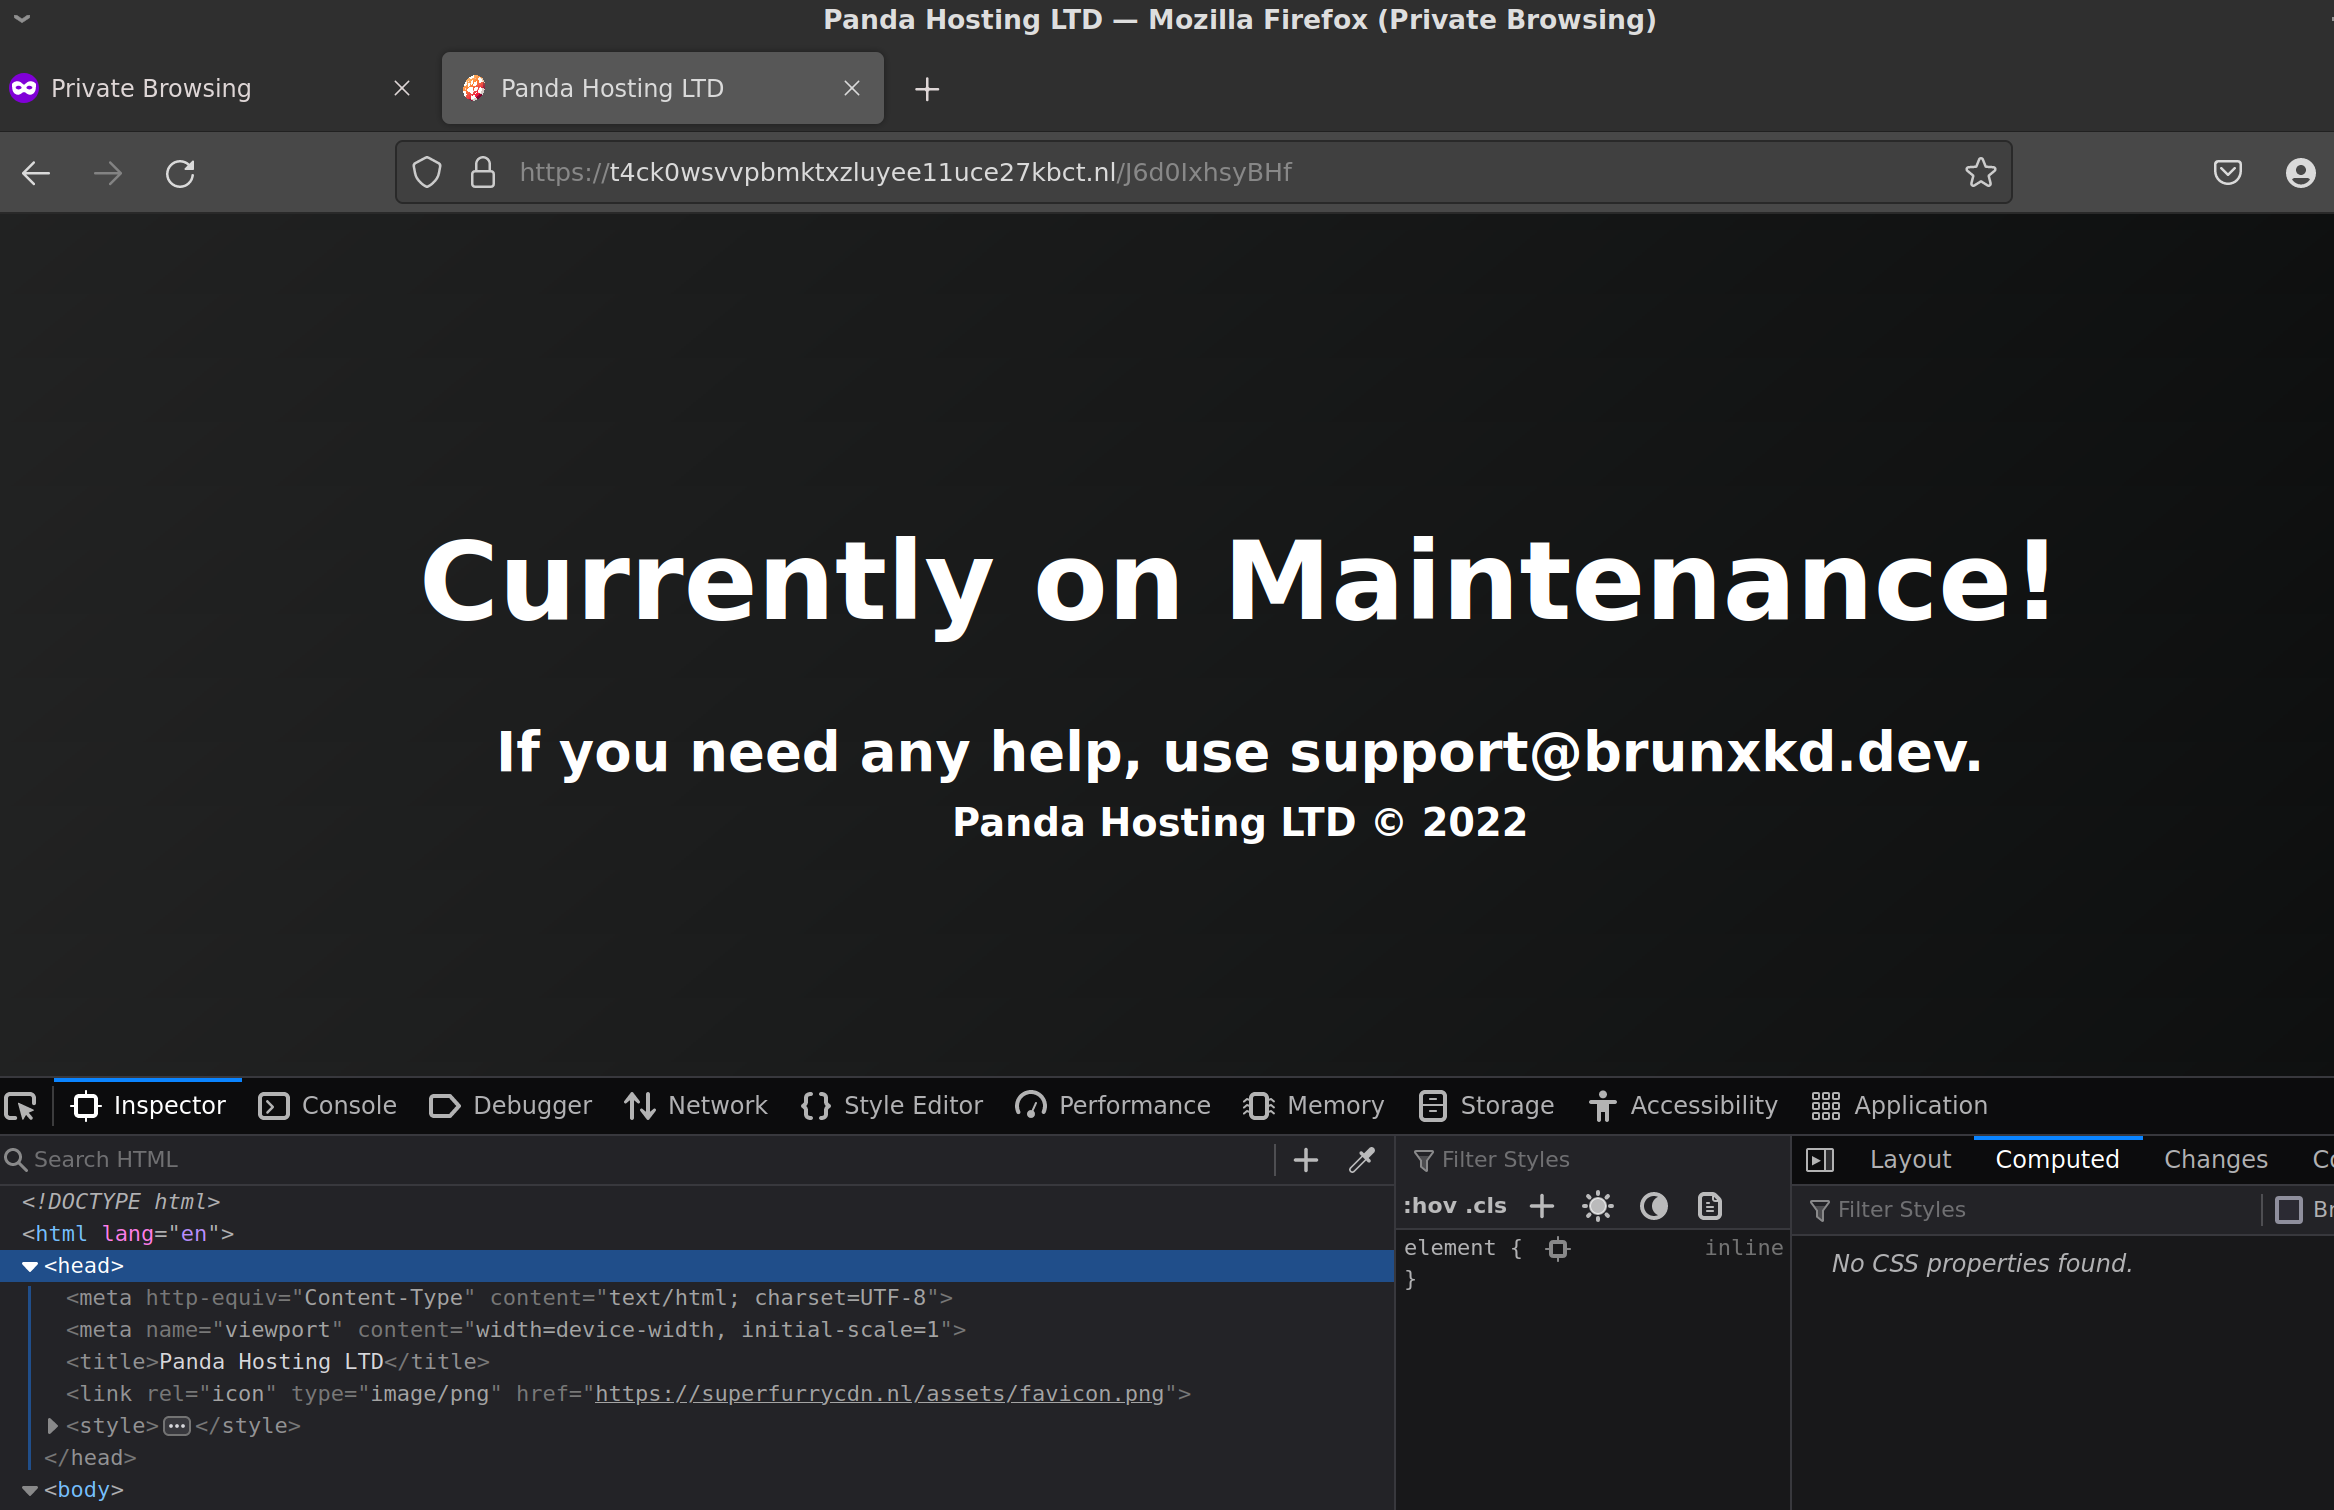 Panda Hosting LTD — Mozilla Firefox (Private Browsing)
Private Browsing
Panda Hosting LTD
https://t4ck0wsvvpbmktxzluyee11uce27kbct.nl/J6d0IxhsyBHf
Currently on Maintenance!
If you need any help, use support@brunxkd.dev.
Panda Hosting LTD © 2022
Inspector Console Debugger Network Style Editor Performance Memory Storage Accessibility Application
Search HTML
<!DOCTYPE html>
<html lang="en">
<head>
<meta http-equiv="Content-Type" content="text/html; charset=UTF-8">
<meta name="viewport" content="width=device-width, initial-scale=1">
<title>Panda Hosting LTD</title>
<link rel="icon" type="image/png" href="https://superfurrycdn.nl/assets/favicon.png">
<style>…</style>
</head>
<body>
Filter Styles
:hov .cls
element { inline
}
Layout Computed Changes
Filter Styles
No CSS properties found.